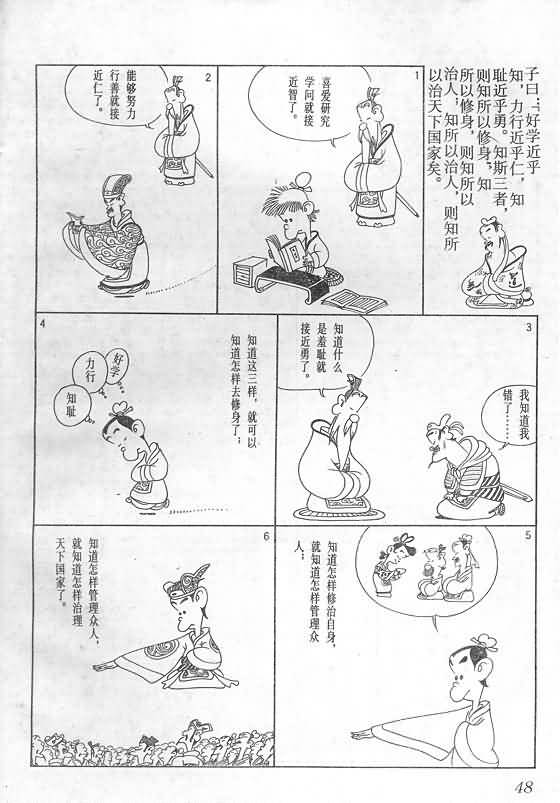 子曰：“好学近乎
知，力行近乎仁，知
耻近乎勇。知斯三者，
则知所以修身，知
所以修身，则知所以
治人；知所以治人，则知所
以治天下国家矣。
1
喜爱研究
学问就接
近智了。
2
能够努力
行善就接
近仁了。
3
我知道我
错了……
知道什么
是羞耻就
接近勇了。
4
知道这三样，就可以
知道怎样去修身了；
好学
力行
知耻
5
知道怎样修治自身，
就知道怎样管理众
人；
6
知道怎样管理众人，
就知道怎样治理
天下国家了。
48